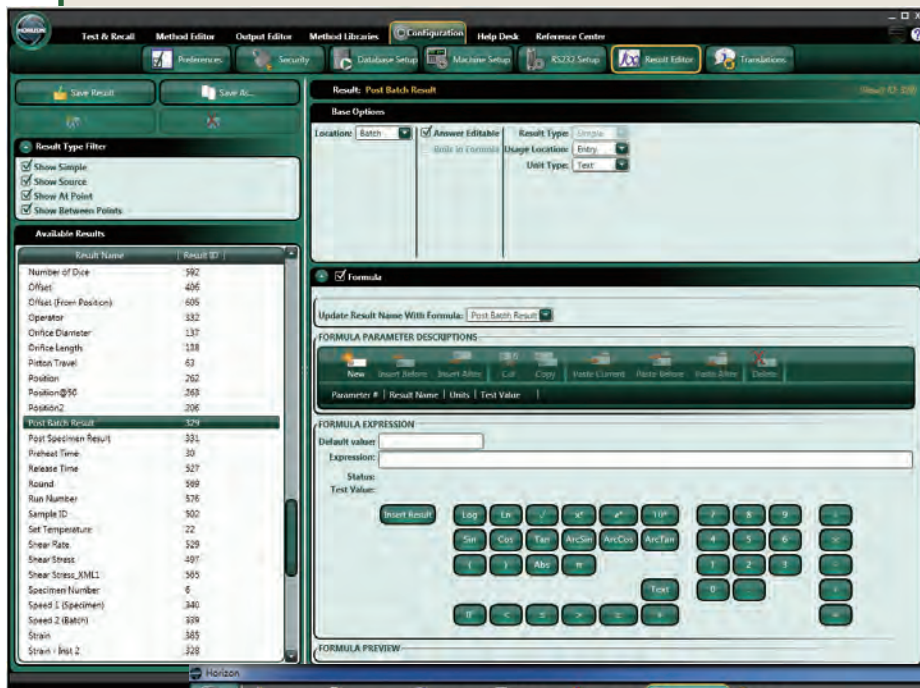 HORIZON
Test & Recall Method Editor Output Editor Method Libraries Configuration Help Desk Reference Center
Preferences Security Database Setup Machine Setup RS232 Setup Result Editor Translations
Save Result Save As...
Result: Post Batch Result
Base Options
Location: Batch Answer Editable Result Type: Simple
Built in Formula Usage Location: Entry
Unit Type: Text
Result Type Filter
Show Simple
Show Source
Show At Point
Show Between Points
Available Results
Result Name Result ID
Number of Dice 592
Offset 406
Offset (From Position) 605
Operator 332
Orifice Diameter 137
Orifice Length 138
Piston Travel 63
Position 262
Position@50 263
Position2 206
Post Batch Result 329
Post Specimen Result 331
Preheat Time 30
Release Time 527
Round 569
Run Number 576
Sample ID 502
Set Temperature 22
Shear Rate 529
Shear Stress 497
Shear Stress_XML1 565
Specimen Number 6
Speed 1 (Specimen) 340
Speed 2 (Batch) 339
Strain 385
Strain - Inst 2 328
Formula
Update Result Name With Formula: Post Batch Result
FORMULA PARAMETER DESCRIPTIONS
New Insert Before Insert After Cut Copy Paste Current Paste Before Paste After Delete
Parameter # Result Name Units Test Value
FORMULA EXPRESSION
Default value:
Expression:
Status:
Test Value:
Insert Result Log Ln √ 7 8 9
Sin Cos Tan ArcSin ArcCos ArcTan 4 5 6
( ) Abs π 1 2 3
Text 0
FORMULA PREVIEW
Horizon